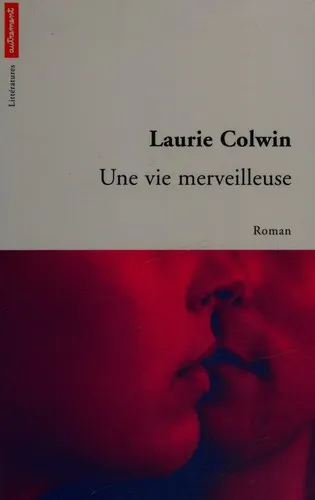 autrement
Littératures
Laurie Colwin
Une vie merveilleuse
Roman